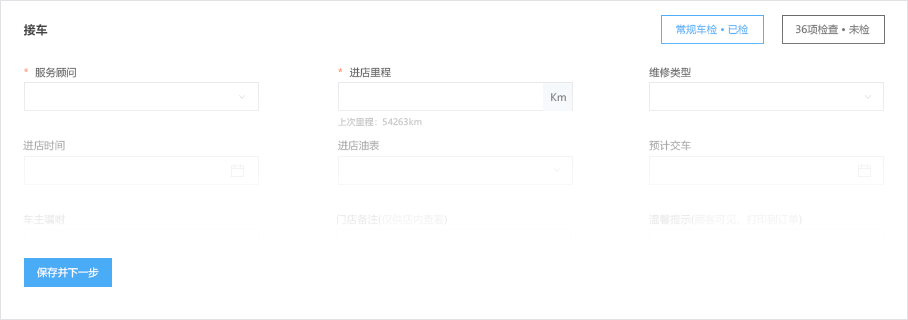 接车
常规车检 • 已检
36项检查 • 未检
* 服务顾问
* 进店里程
维修类型
Km
上次里程：54263km
进店时间
进店油表
预计交车
车主嘱咐
门店备注(仅供店内查看)
温馨提示(顾客可见、打印到订单)
保存并下一步